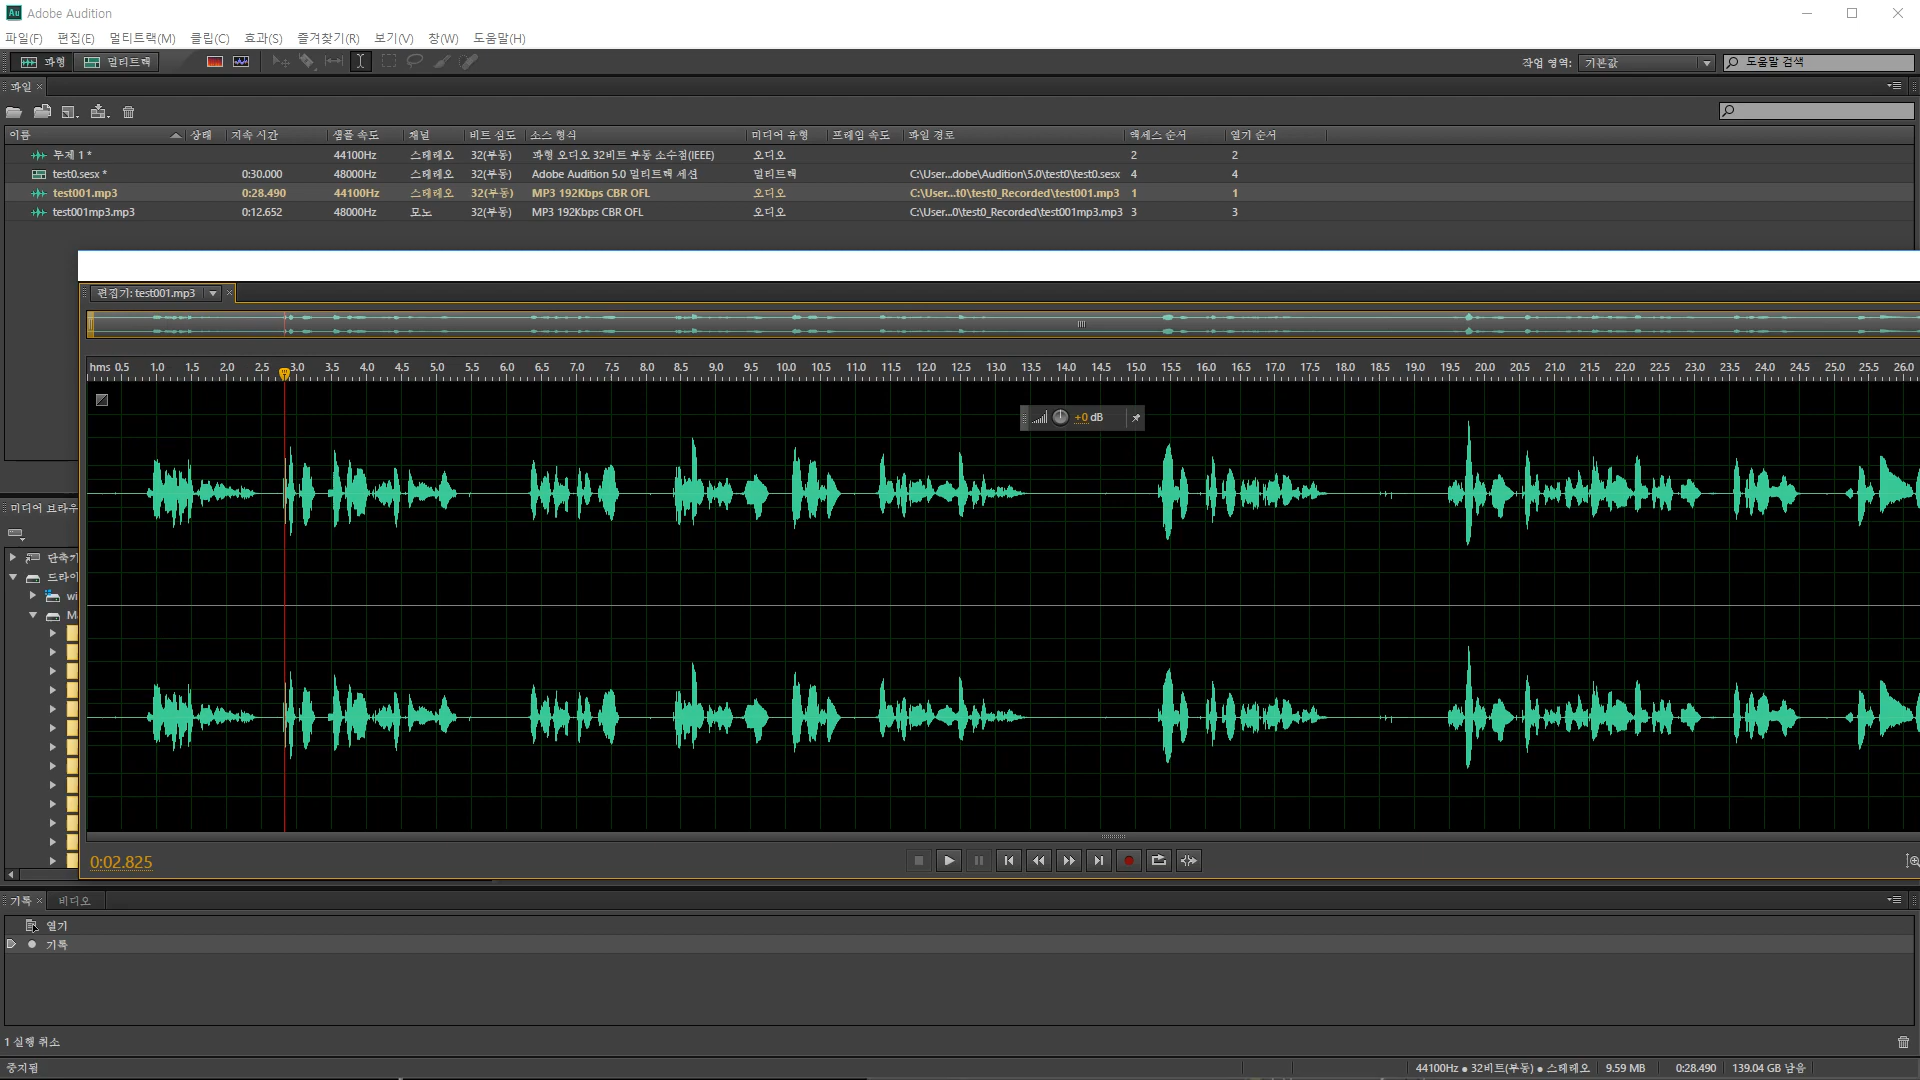 Au Adobe Audition
파일(F) 편집(E) 멀티트랙(M) 클립(C) 효과(S) 즐겨찾기(R) 보기(V) 창(W) 도움말(H)
파형 멀티트랙 작업 영역: 기본값 도움말 검색
파일 ×
이름 상태 지속 시간 샘플 속도 채널 비트 심도 소스 형식 미디어 유형 프레임 속도 파일 경로 액세스 순서 열기 순서
무제 1 * 44100Hz 스테레오 32(부동) 파형 오디오 32비트 부동 소수점(IEEE) 오디오 2 2
test0.sesx * 0:30.000 48000Hz 스테레오 32(부동) Adobe Audition 5.0 멀티트랙 세션 멀티트랙 C:\User...dobe\Audition\5.0\test0\test0.sesx 4 4
test001.mp3 0:28.490 44100Hz 스테레오 32(부동) MP3 192Kbps CBR OFL 오디오 C:\User...t0\test0_Recorded\test001.mp3 1 1
test001mp3.mp3 0:12.652 48000Hz 모노 32(부동) MP3 192Kbps CBR OFL 오디오 C:\User...0\test0_Recorded\test001mp3.mp3 3 3
편집기: test001.mp3 ×
hms 0.5 1.0 1.5 2.0 2.5 3.0 3.5 4.0 4.5 5.0 5.5 6.0 6.5 7.0 7.5 8.0 8.5 9.0 9.5 10.0 10.5 11.0 11.5 12.0 12.5 13.0 13.5 14.0 14.5 15.0 15.5 16.0 16.5 17.0 17.5 18.0 18.5 19.0 19.5 20.0 20.5 21.0 21.5 22.0 22.5 23.0 23.5 24.0 24.5 25.0 25.5 26.0
+0 dB
미디어 브라우
단축키
드라이
wi
M
0:02.825
기록 × 비디오
열기
기록
1 실행 취소
중지됨 44100Hz ● 32비트(부동) ● 스테레오 9.59 MB 0:28.490 139.04 GB 남음